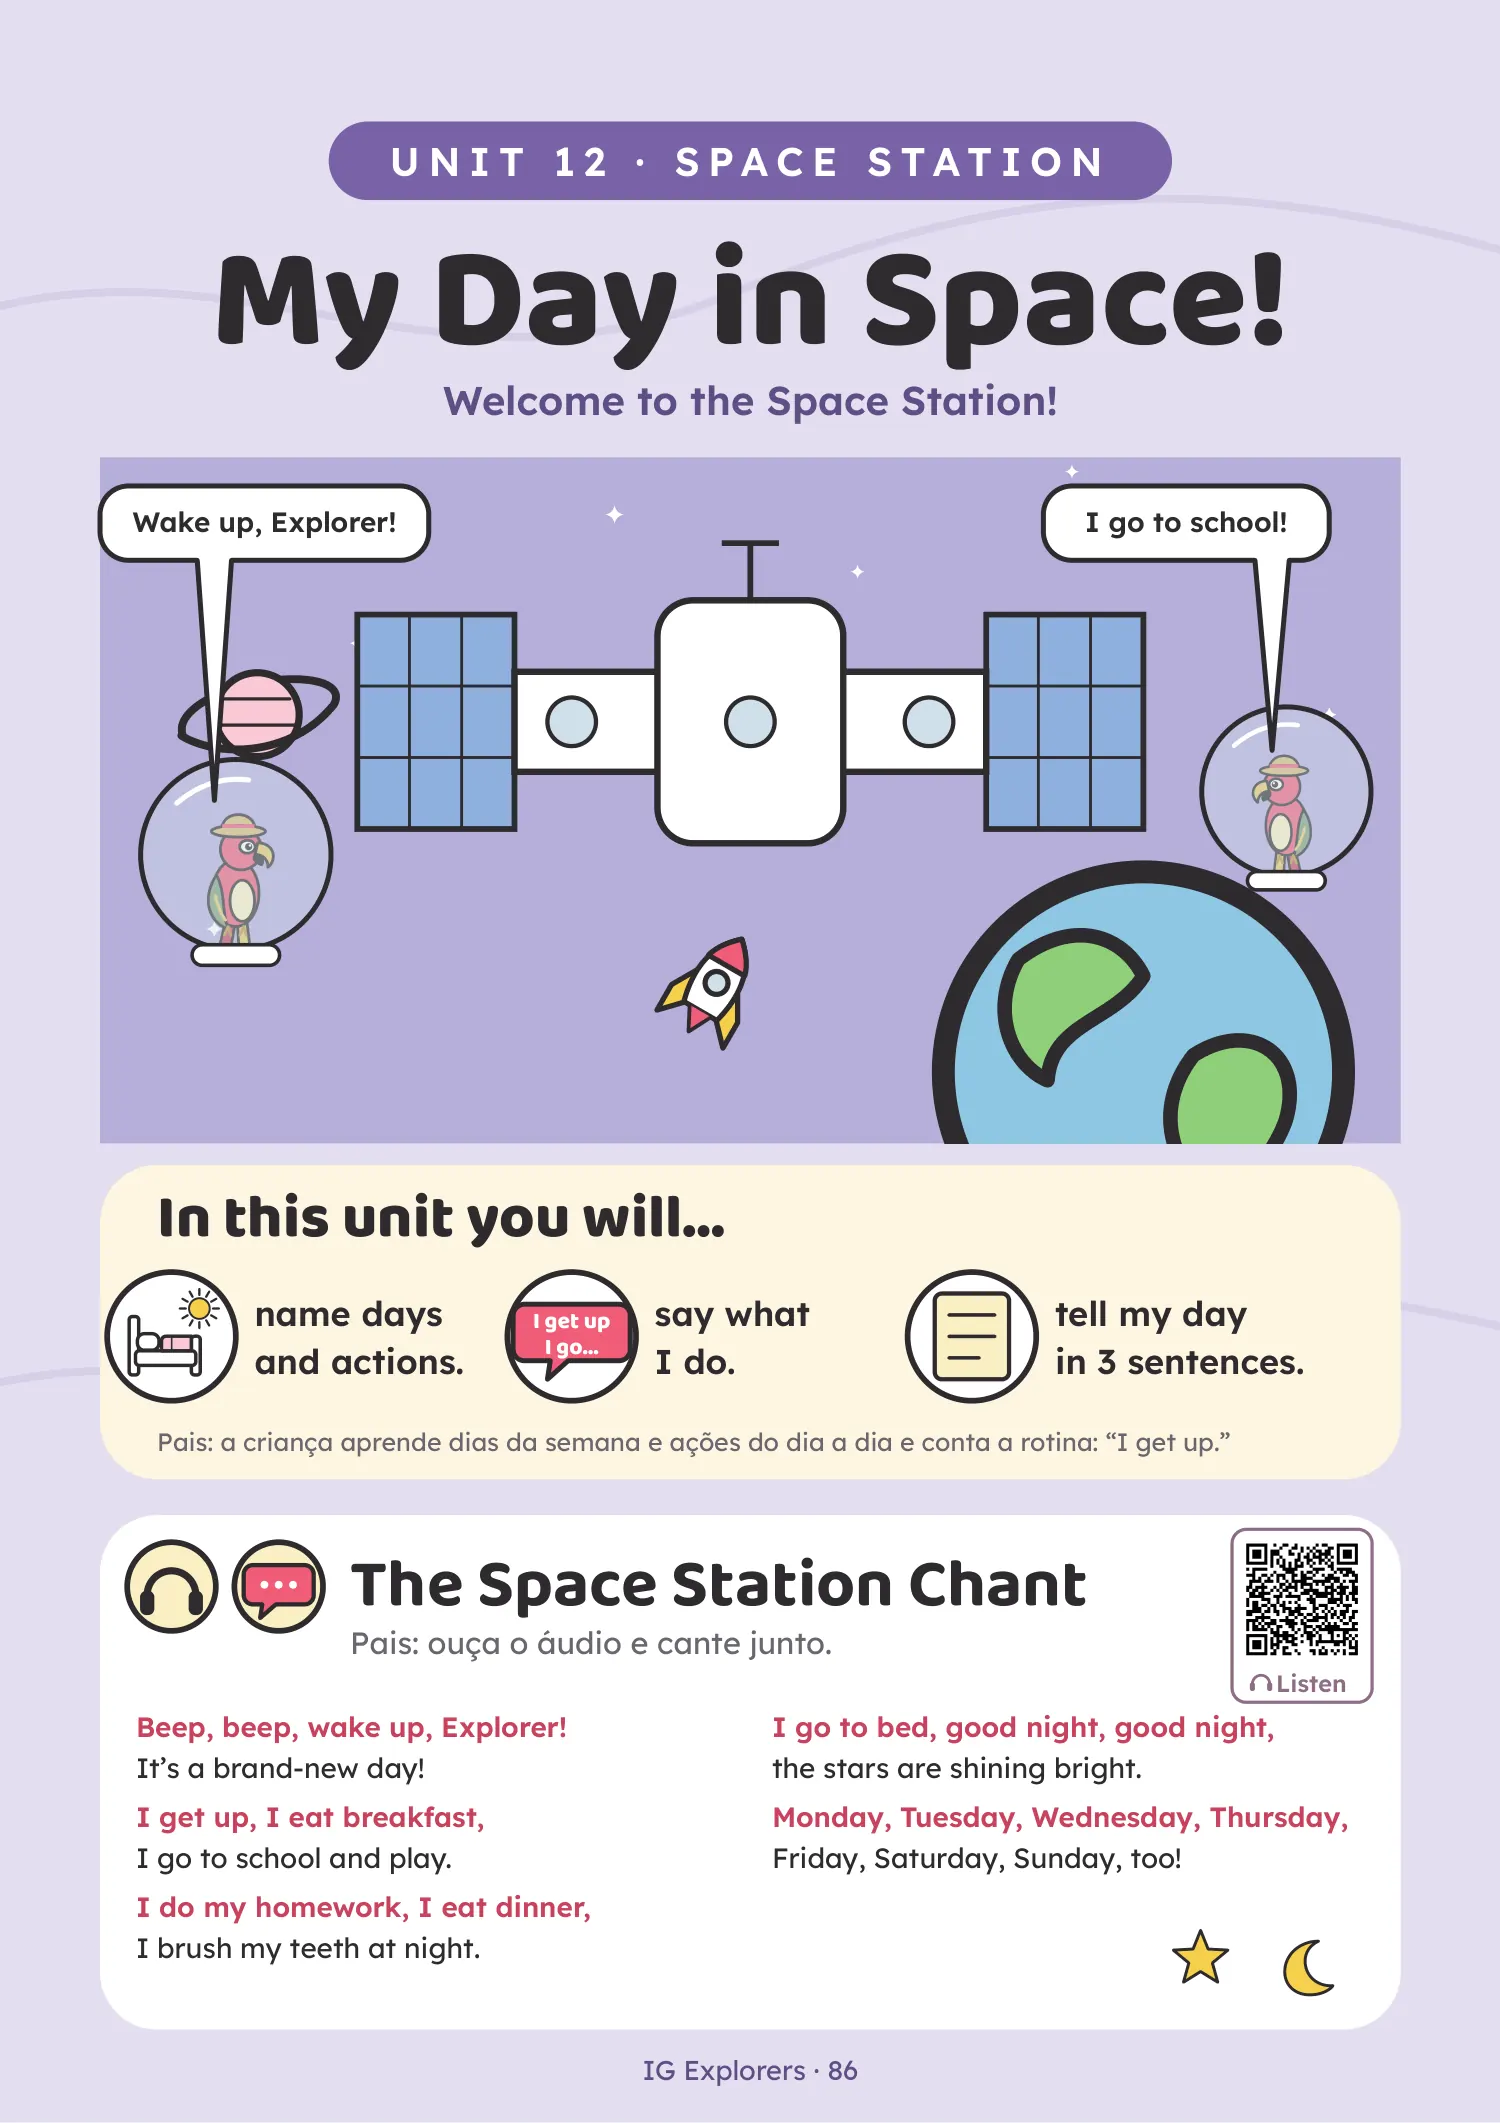 UNIT 12 · SPACE STATION
My Day in Space!
Welcome to the Space Station!
Wake up, Explorer!
I go to school!
In this unit you will...
name days
and actions.
I get up
I go...
say what
I do.
tell my day
in 3 sentences.
Pais: a criança aprende dias da semana e ações do dia a dia e conta a rotina: “I get up.”
The Space Station Chant
Pais: ouça o áudio e cante junto.
Listen
Beep, beep, wake up, Explorer!
It’s a brand-new day!
I get up, I eat breakfast,
I go to school and play.
I do my homework, I eat dinner,
I brush my teeth at night.
I go to bed, good night, good night,
the stars are shining bright.
Monday, Tuesday, Wednesday, Thursday,
Friday, Saturday, Sunday, too!
IG Explorers · 86